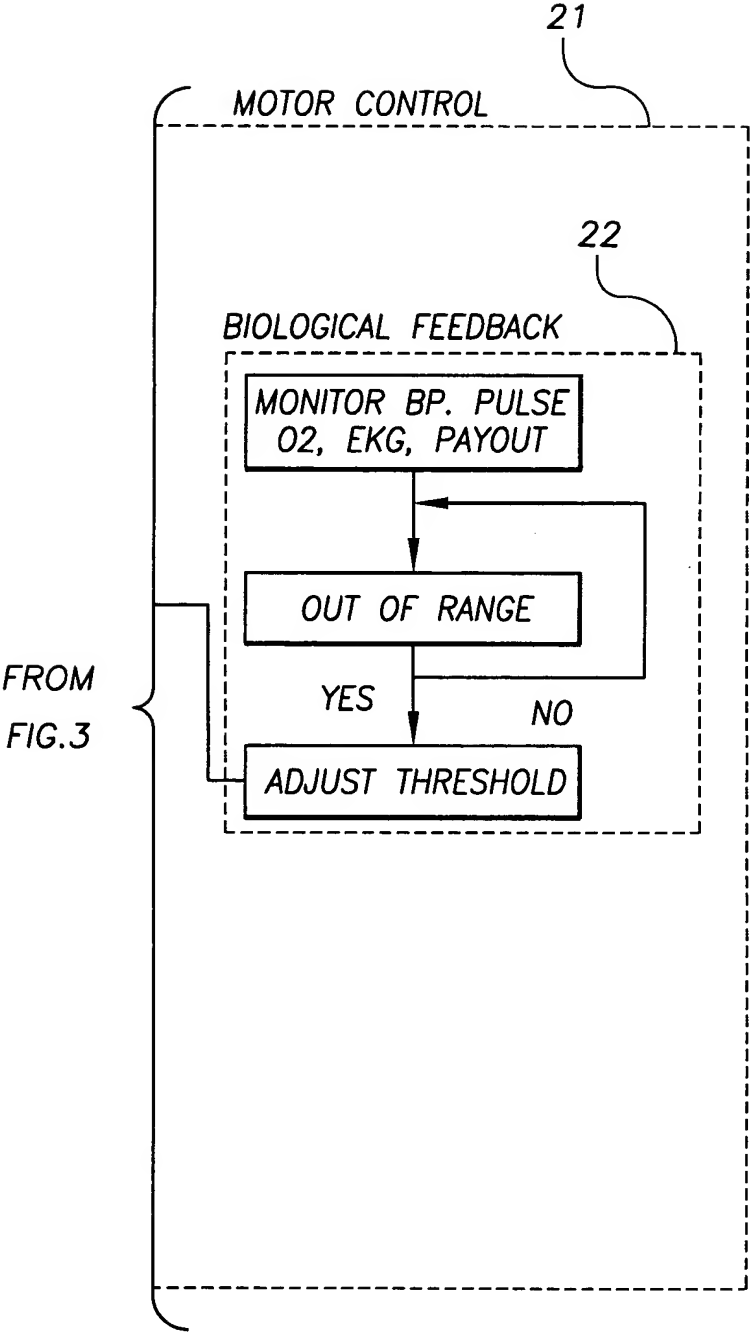 21
MOTOR CONTROL
22
BIOLOGICAL FEEDBACK
MONITOR BP. PULSE
O2, EKG, PAYOUT
OUT OF RANGE
YES
NO
FROM
FIG.3
ADJUST THRESHOLD